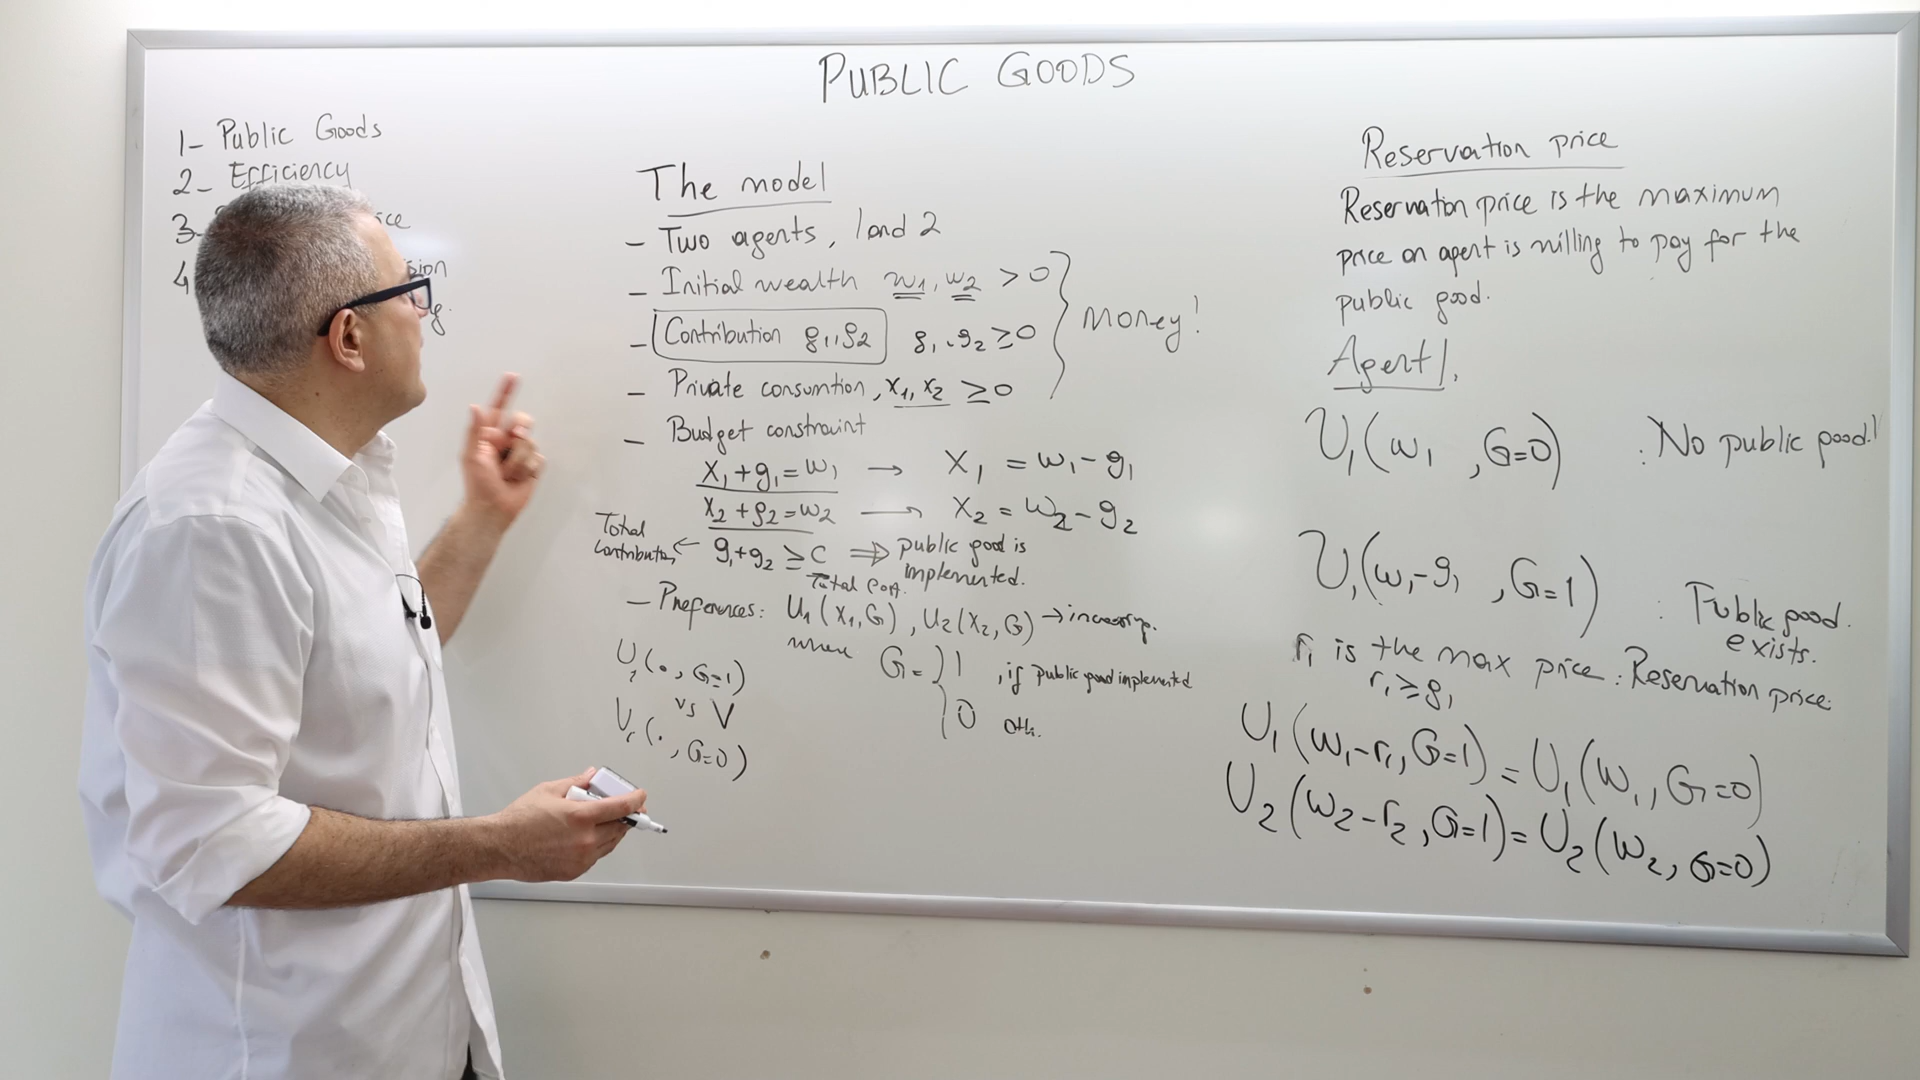 PUBLIC GOODS
1- Public Goods
2- Efficiency
3-
4
The model
- Two agents, 1 and 2
- Initial wealth w1, w2 > 0
- Contribution g1, g2 g1, g2 ≥ 0
- Private consumtion, x1, x2 ≥ 0
Money!
- Budget constraint
x1 + g1 = w1 → x1 = w1 - g1
x2 + g2 = w2 → x2 = w2 - g2
Total
g1 + g2 ≥ C ⇒ public good is
implemented.
Total
- Preferences: U1(x1, G), U2(x2, G) →
where G = { 1 , if public good implemented
0 oth.
U1(•, G=1)
vs V
U1(•, G=0)
Reservation price
Reservation price is the maximum
price an agent is willing to pay for the
public good.
Agent 1.
U1(w1, G=0) : No public good!
U1(w1 - g1, G=1) : Public good
exists.
r1 is the max price : Reservation price
r1 ≥ g1
U1(w1 - r1, G=1) = U1(w1, G=0)
U2(w2 - r2, G=1) = U2(w2, G=0)